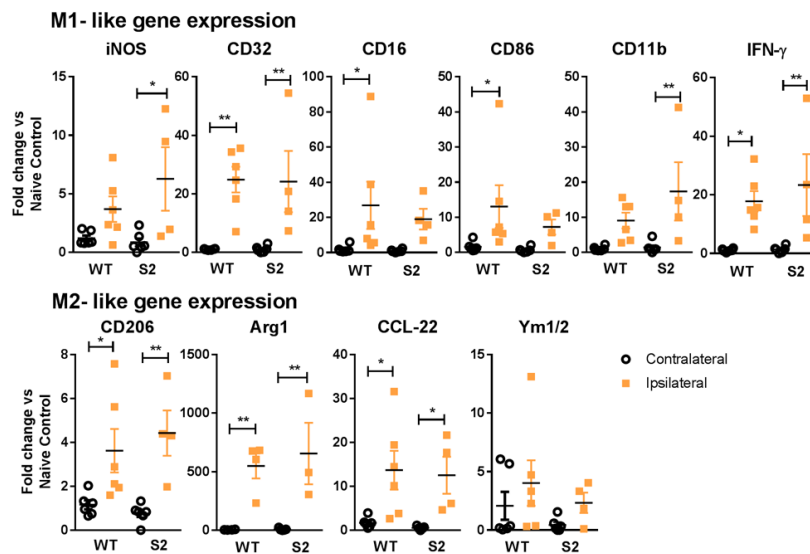 M1- like gene expression
iNOS CD32 CD16 CD86 CD11b IFN-γ
Fold change vs
Naive Control
15 60 100 50 50 60
* ** ** * * ** * **
10 40 80 40 40 40
60 30 30
5 20 40 20 20 20
20 10 10
0 0 0 0 0 0
WT S2 WT S2 WT S2 WT S2 WT S2 WT S2
M2- like gene expression
CD206 Arg1 CCL-22 Ym1/2
Fold change vs
Naive Control
8 1500 40 15
* ** ** ** * *
6 30
1000 10
4 20
500 5
2 10
0 0 0 0
WT S2 WT S2 WT S2 WT S2
Contralateral
Ipsilateral